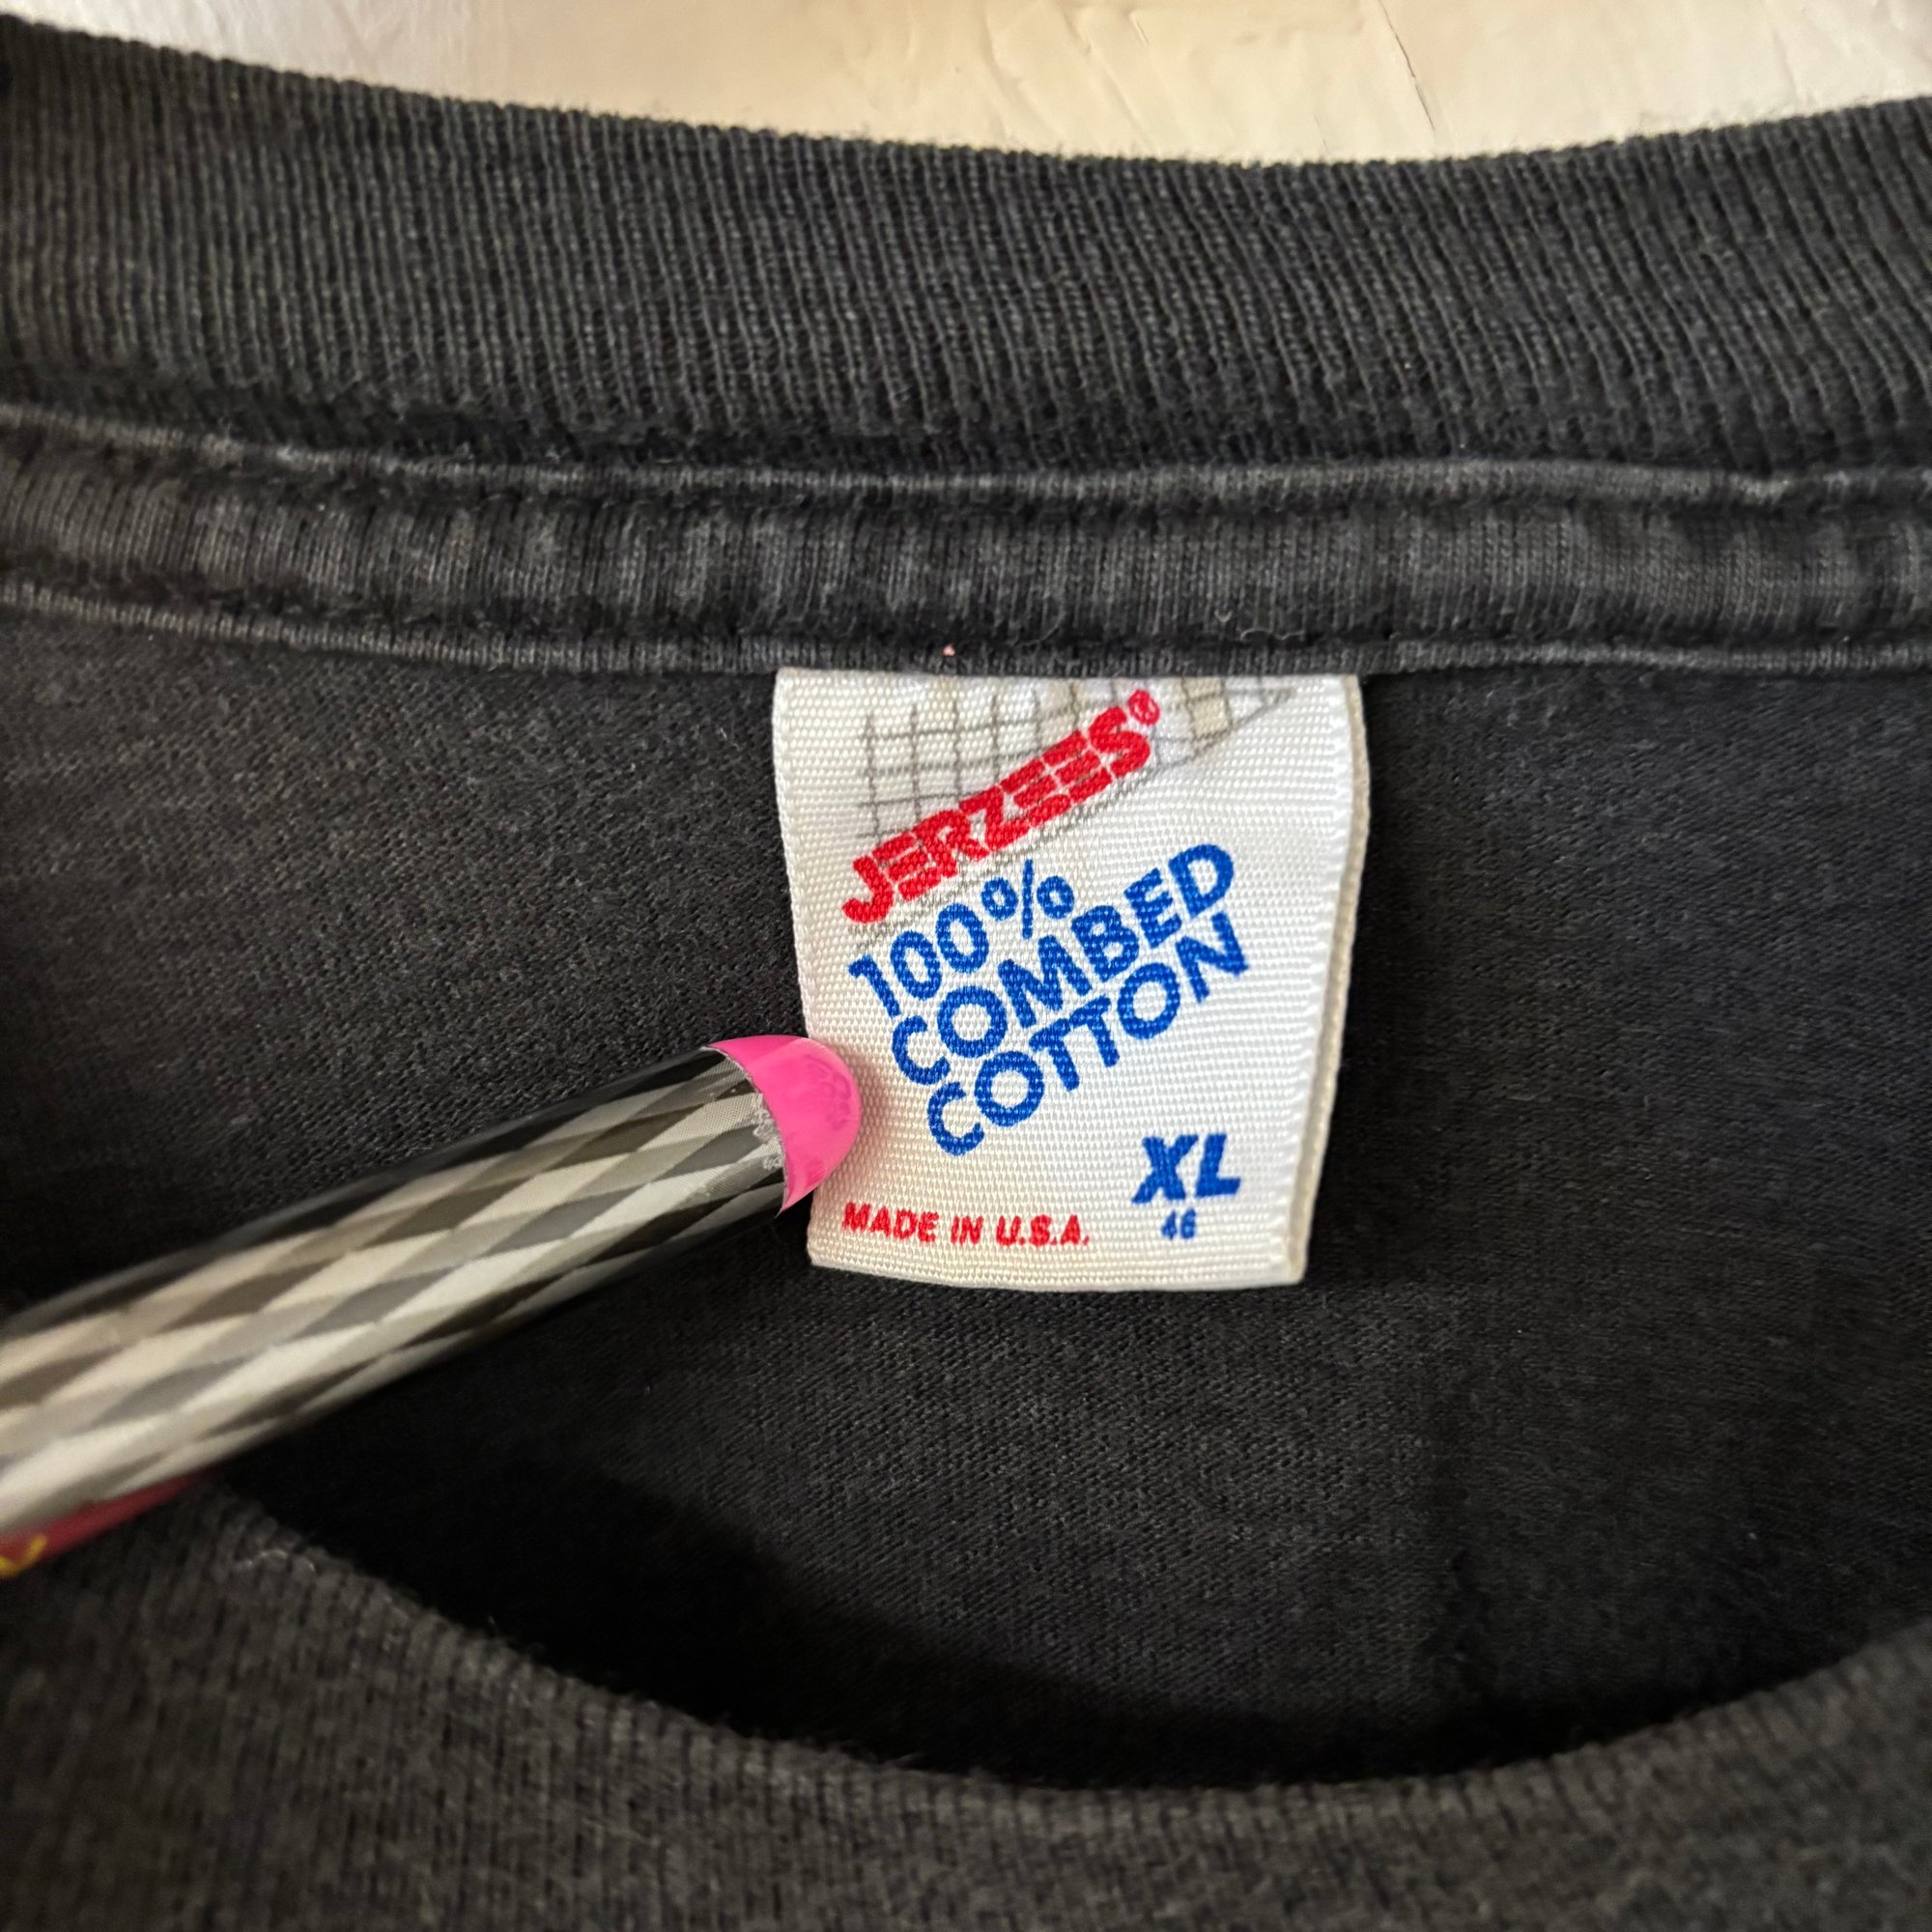 JERZEES®
100%
COMBED
COTTON
XL
46
MADE IN U.S.A.